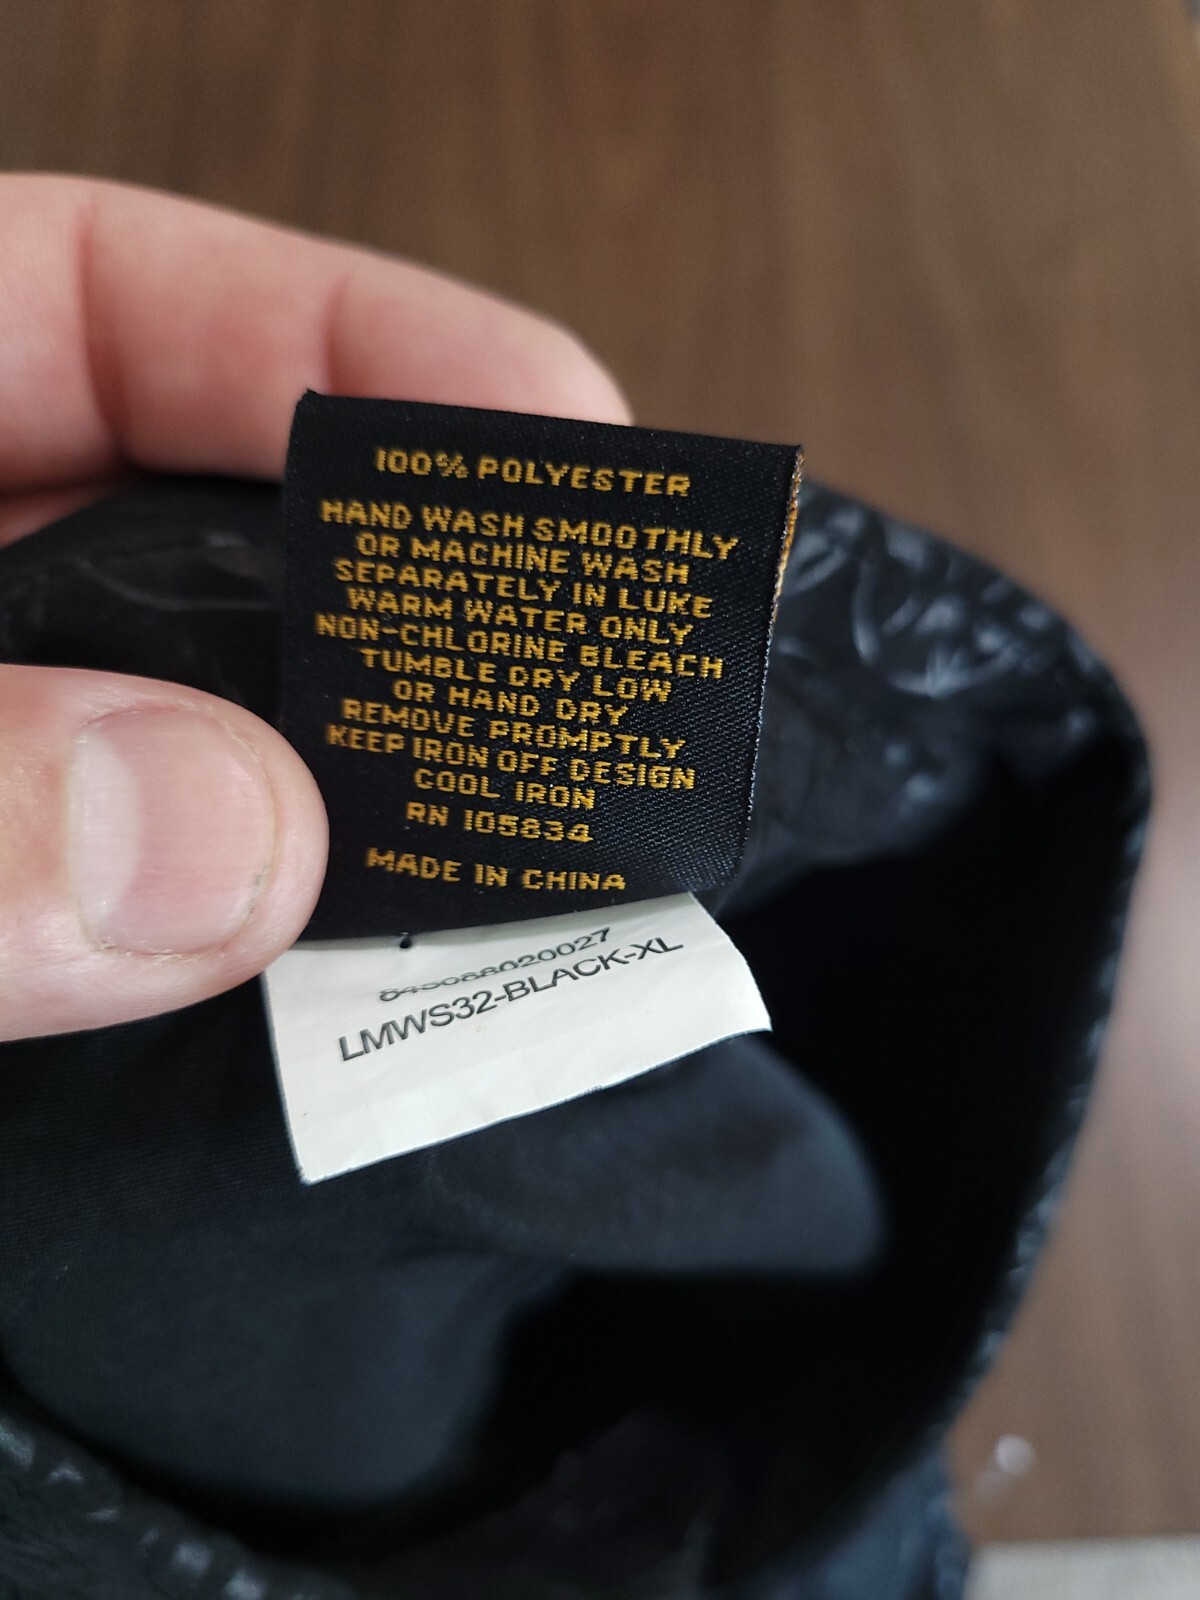 100% POLYESTER
HAND WASH SMOOTHLY
OR MACHINE WASH
SEPARATELY IN LUKE
WARM WATER ONLY
NON-CHLORINE BLEACH
TUMBLE DRY LOW
OR HAND DRY
REMOVE PROMPTLY
KEEP IRON OFF DESIGN
COOL IRON
RN 105834
MADE IN CHINA
LMWS32-BLACK-XL